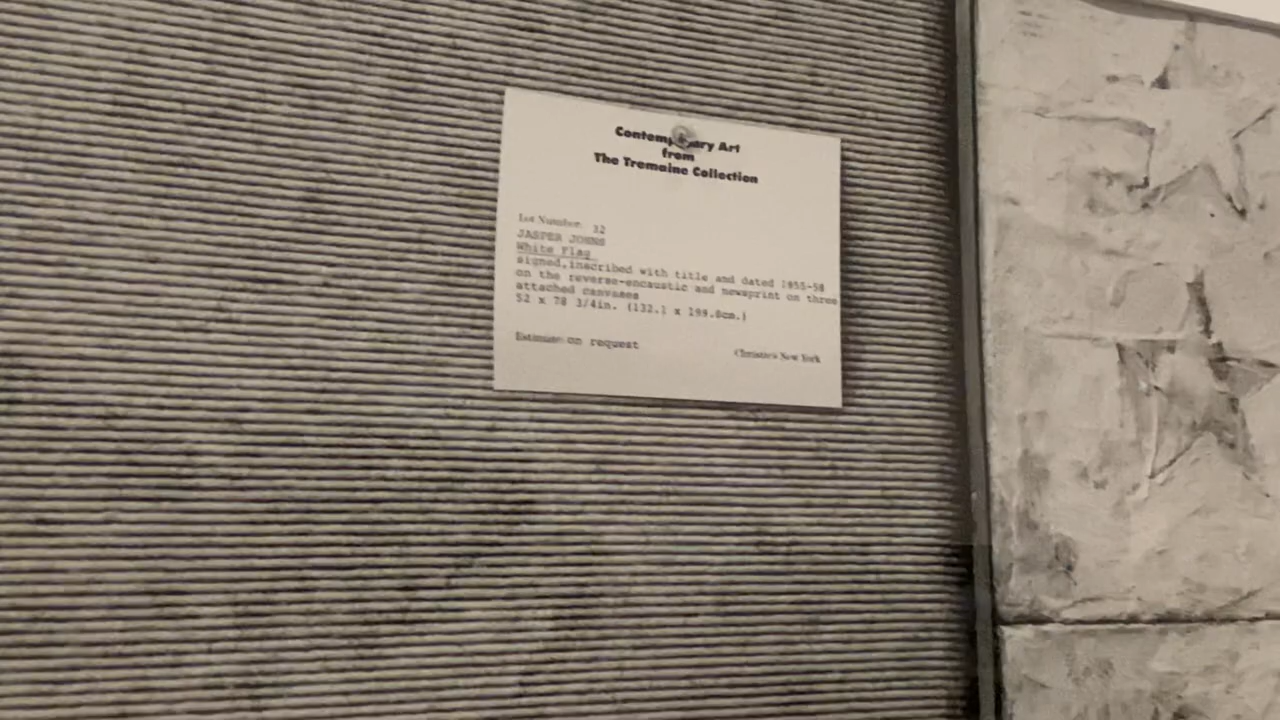 Contemporary Art
from
The Tremaine Collection
Lot Number: 32
JASPER JOHNS
White Flag
signed, inscribed with title and dated 1955-58
on the reverse-encaustic and newsprint on three
attached canvases
52 x 78 3/4in. (132.1 x 199.8cm.)
Estimate on request
Christie's New York